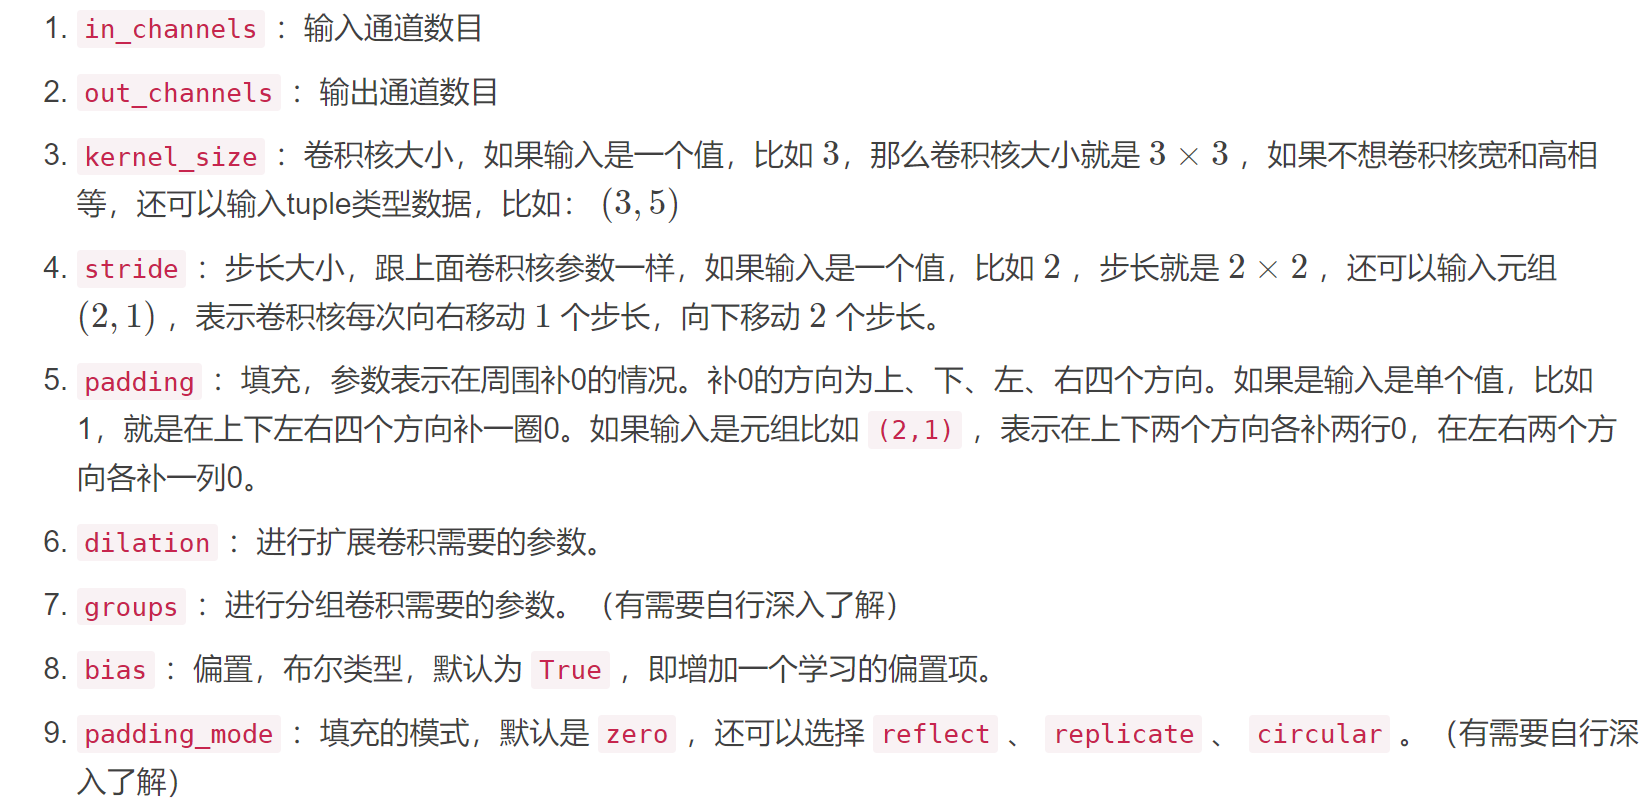 1. in_channels ：输入通道数目
2. out_channels ：输出通道数目
3. kernel_size ：卷积核大小，如果输入是一个值，比如 3，那么卷积核大小就是 3 × 3 ，如果不想卷积核宽和高相
等，还可以输入tuple类型数据，比如： (3, 5)
4. stride ：步长大小，跟上面卷积核参数一样，如果输入是一个值，比如 2 ，步长就是 2 × 2 ，还可以输入元组
(2, 1) ，表示卷积核每次向右移动 1 个步长，向下移动 2 个步长。
5. padding ：填充，参数表示在周围补0的情况。补0的方向为上、下、左、右四个方向。如果是输入是单个值，比如
1，就是在上下左右四个方向补一圈0。如果输入是元组比如 (2,1) ，表示在上下两个方向各补两行0，在左右两个方
向各补一列0。
6. dilation ：进行扩展卷积需要的参数。
7. groups ：进行分组卷积需要的参数。（有需要自行深入了解）
8. bias ：偏置，布尔类型，默认为 True ，即增加一个学习的偏置项。
9. padding_mode ：填充的模式，默认是 zero ，还可以选择 reflect 、 replicate 、 circular 。（有需要自行深
入了解）